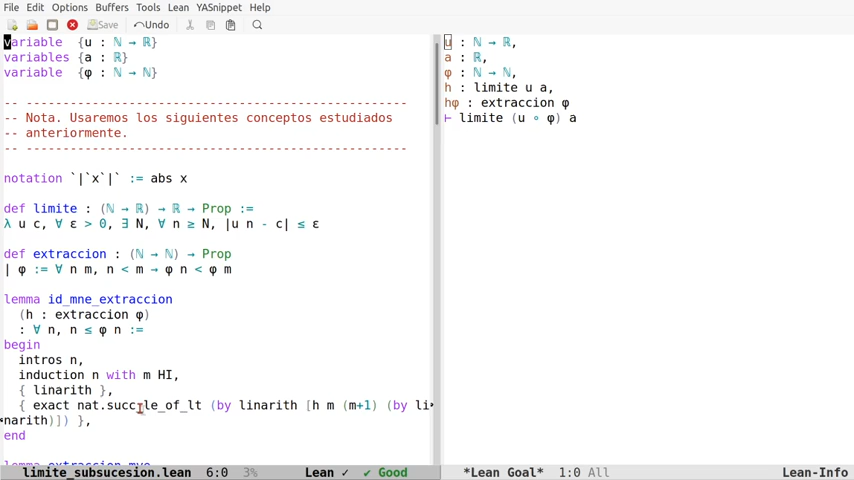 File Edit Options Buffers Tools Lean YASnippet Help
Save Undo
variable  {u : ℕ → ℝ}
variables {a : ℝ}
variable  {φ : ℕ → ℕ}
-- ----------------------------------------------------
-- Nota. Usaremos los siguientes conceptos estudiados
-- anteriormente.
-- ----------------------------------------------------
notation `|`x`|` := abs x
def limite : (ℕ → ℝ) → ℝ → Prop :=
λ u c, ∀ ε > 0, ∃ N, ∀ n ≥ N, |u n - c| ≤ ε
def extraccion : (ℕ → ℕ) → Prop
| φ := ∀ n m, n < m → φ n < φ m
lemma id_mne_extraccion
  (h : extraccion φ)
  : ∀ n, n ≤ φ n :=
begin
  intros n,
  induction n with m HI,
  { linarith },
  { exact nat.succ_le_of_lt (by linarith [h m (m+1) (by li
narith)]) },
end
lemma extraccion_mye
limite_subsucesion.lean  6:0  3%  Lean ✓  ✔ Good
u : ℕ → ℝ,
a : ℝ,
φ : ℕ → ℕ,
h : limite u a,
hφ : extraccion φ
⊢ limite (u ∘ φ) a
*Lean Goal*  1:0 All  Lean-Info